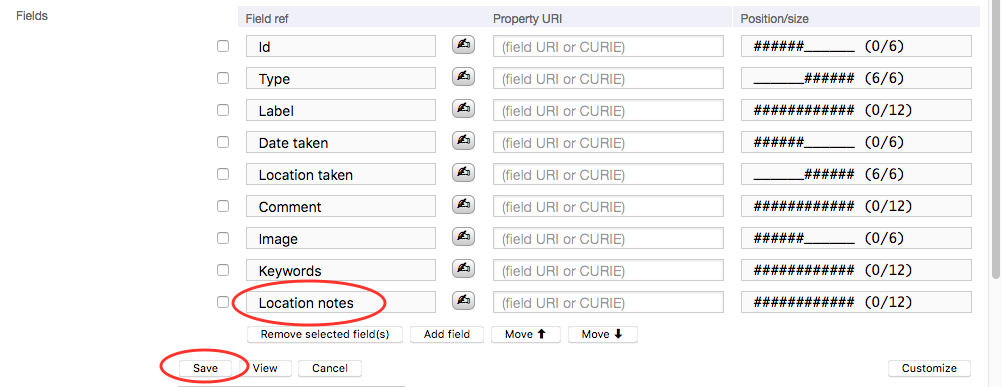 Fields Field ref Property URI Position/size
Id (field URI or CURIE) ######______ (0/6)
Type (field URI or CURIE) ______###### (6/6)
Label (field URI or CURIE) ############ (0/12)
Date taken (field URI or CURIE) ######______ (0/6)
Location taken (field URI or CURIE) ______###### (6/6)
Comment (field URI or CURIE) ############ (0/12)
Image (field URI or CURIE) ######______ (0/6)
Keywords (field URI or CURIE) ############ (0/12)
Location notes (field URI or CURIE) ############ (0/12)
Remove selected field(s) Add field Move ⬆ Move ⬇
Save View Cancel Customize